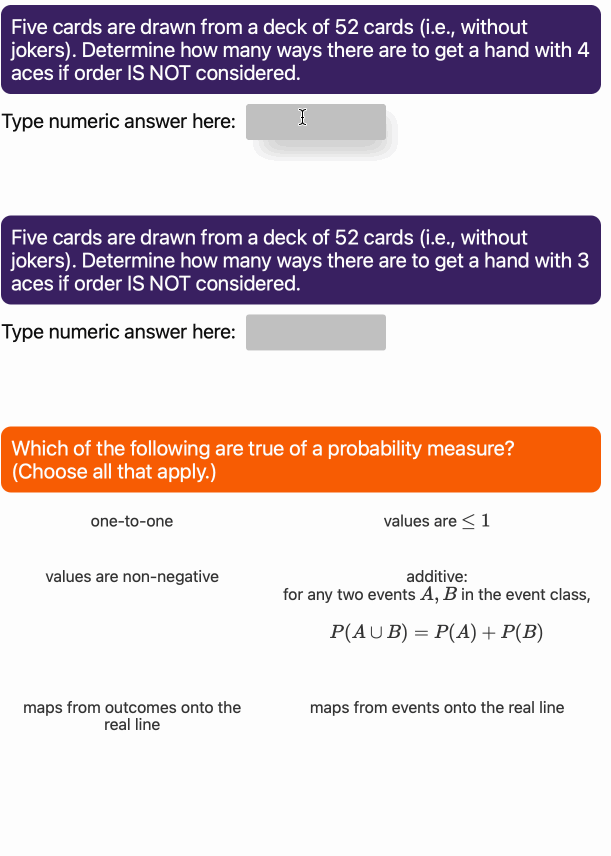 Five cards are drawn from a deck of 52 cards (i.e., without
jokers). Determine how many ways there are to get a hand with 4
aces if order IS NOT considered.
Type numeric answer here:
Five cards are drawn from a deck of 52 cards (i.e., without
jokers). Determine how many ways there are to get a hand with 3
aces if order IS NOT considered.
Type numeric answer here:
Which of the following are true of a probability measure?
(Choose all that apply.)
one-to-one
values are ≤ 1
values are non-negative
additive:
for any two events A, B in the event class,
P(A ∪ B) = P(A) + P(B)
maps from outcomes onto the
real line
maps from events onto the real line